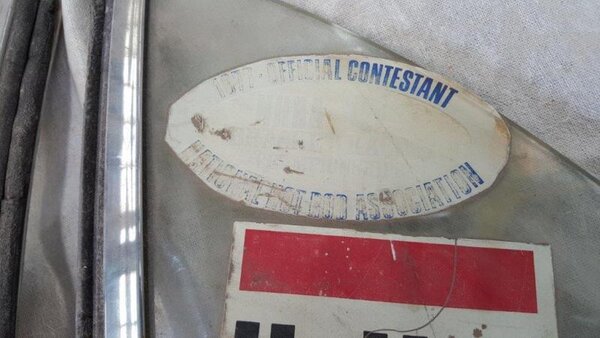 OFFICIAL CONTESTANT
NATIONAL HOT ROD ASSOCIATION